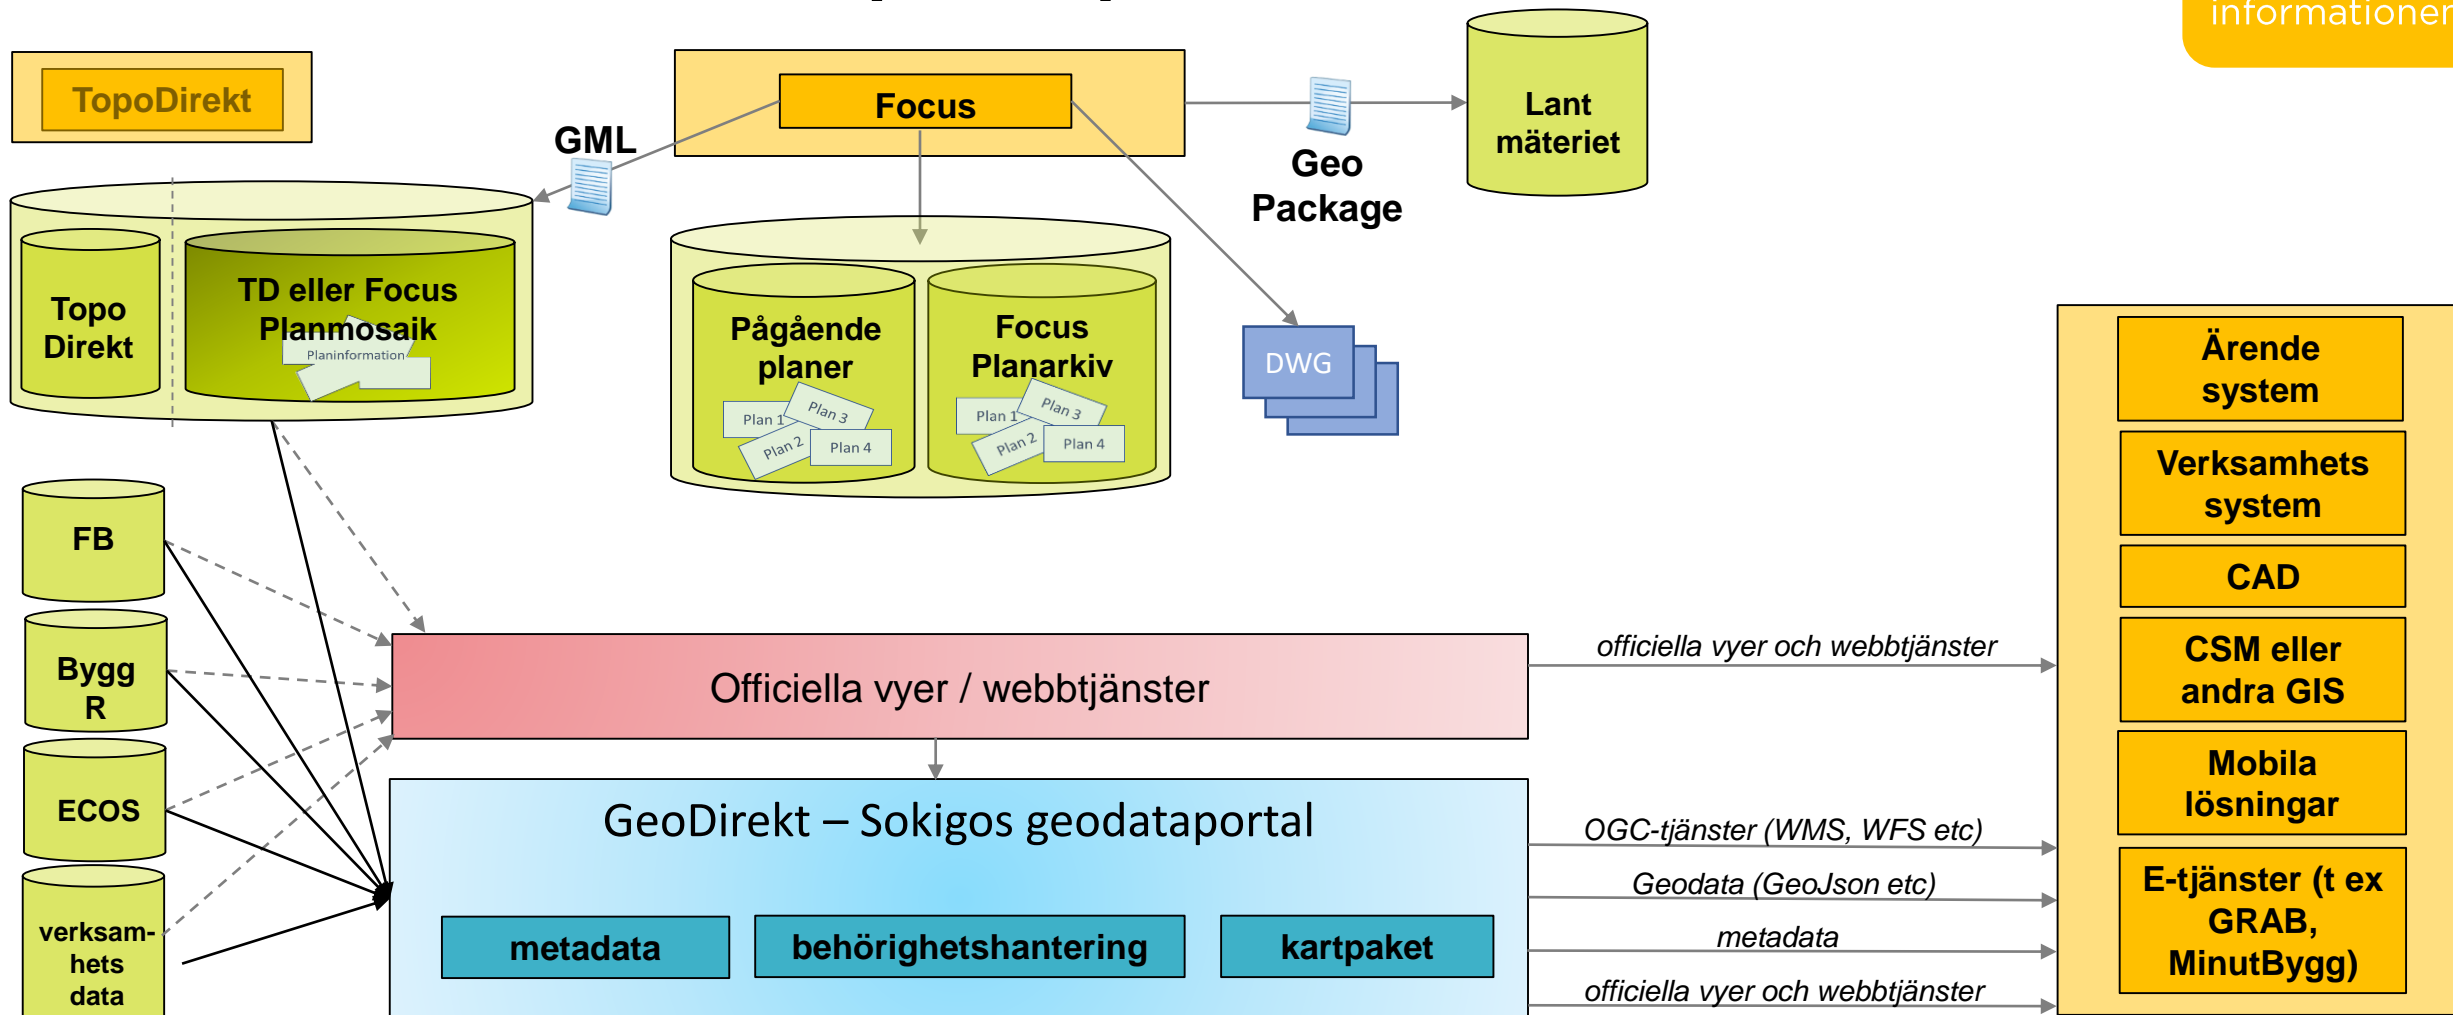 informationer
TopoDirekt
Focus
Lant
mäteriet
GML
Geo
Package
Topo
Direkt
TD eller Focus
Planmosaik
Planinformation
Pågående
planer
Plan 1
Plan 3
Plan 2
Plan 4
Focus
Planarkiv
Plan 1
Plan 3
Plan 2
Plan 4
DWG
Ärende
system
Verksamhets
system
CAD
CSM eller
andra GIS
Mobila
lösningar
E-tjänster (t ex
GRAB,
MinutBygg)
FB
Bygg
R
ECOS
verksam-
hets
data
Officiella vyer / webbtjänster
officiella vyer och webbtjänster
GeoDirekt – Sokigos geodataportal
metadata
behörighetshantering
kartpaket
OGC-tjänster (WMS, WFS etc)
Geodata (GeoJson etc)
metadata
officiella vyer och webbtjänster